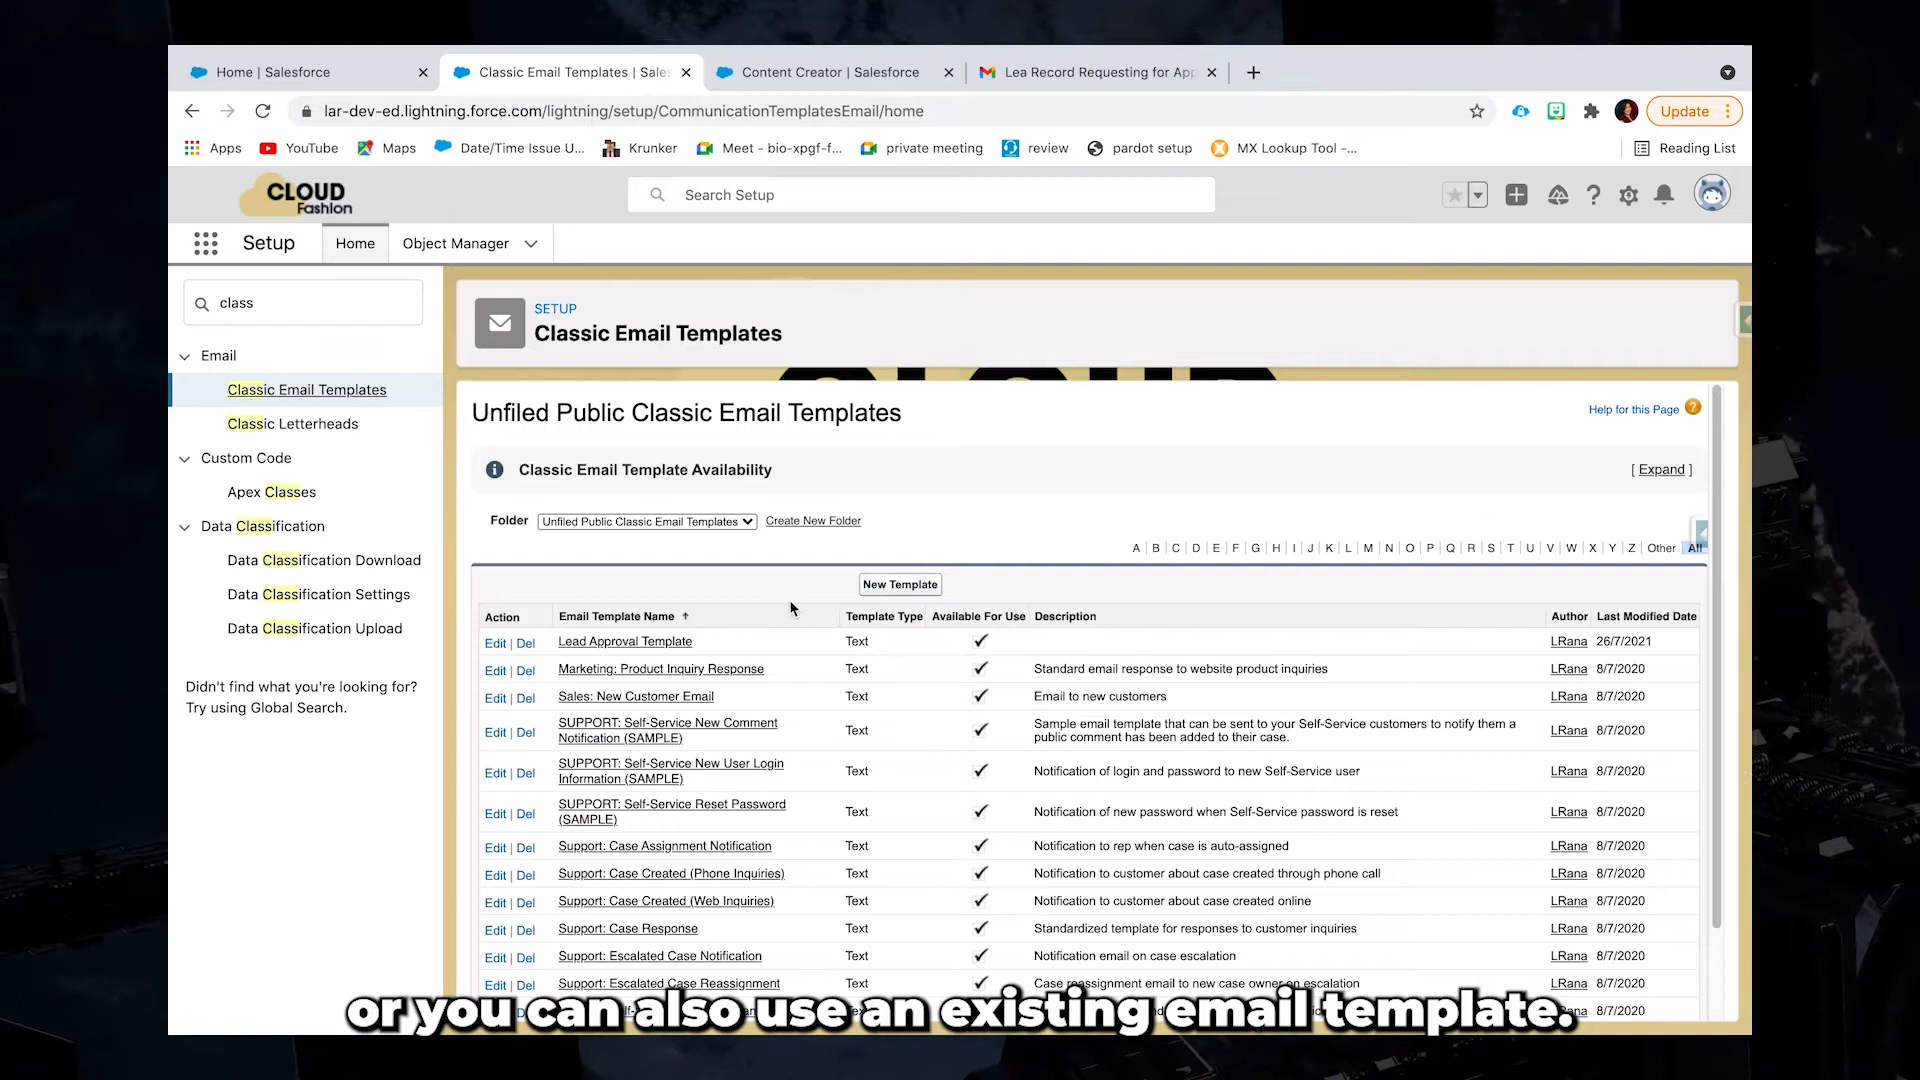 Home | Salesforce
Classic Email Templates | Sale
Content Creator | Salesforce
Lea Record Requesting for App
lar-dev-ed.lightning.force.com/lightning/setup/CommunicationTemplatesEmail/home
Update
Apps
YouTube
Maps
Date/Time Issue U...
Krunker
Meet - bio-xpgf-f...
private meeting
review
pardot setup
MX Lookup Tool -...
Reading List
CLOUD
Fashion
Search Setup
Setup
Home
Object Manager
class
Email
Classic Email Templates
Classic Letterheads
Custom Code
Apex Classes
Data Classification
Data Classification Download
Data Classification Settings
Data Classification Upload
Didn't find what you're looking for?
Try using Global Search.
SETUP
Classic Email Templates
Unfiled Public Classic Email Templates
Help for this Page
Classic Email Template Availability
[ Expand ]
Folder Unfiled Public Classic Email Templates Create New Folder
A | B | C | D | E | F | G | H | I | J | K | L | M | N | O | P | Q | R | S | T | U | V | W | X | Y | Z | Other | All
New Template
Action Email Template Name Template Type Available For Use Description Author Last Modified Date
Edit | Del Lead Approval Template Text LRana 26/7/2021
Edit | Del Marketing: Product Inquiry Response Text Standard email response to website product inquiries LRana 8/7/2020
Edit | Del Sales: New Customer Email Text Email to new customers LRana 8/7/2020
Edit | Del SUPPORT: Self-Service New Comment Text Sample email template that can be sent to your Self-Service customers to notify them a LRana 8/7/2020
Notification (SAMPLE) public comment has been added to their case.
Edit | Del SUPPORT: Self-Service New User Login Text Notification of login and password to new Self-Service user LRana 8/7/2020
Information (SAMPLE)
Edit | Del SUPPORT: Self-Service Reset Password Text Notification of new password when Self-Service password is reset LRana 8/7/2020
(SAMPLE)
Edit | Del Support: Case Assignment Notification Text Notification to rep when case is auto-assigned LRana 8/7/2020
Edit | Del Support: Case Created (Phone Inquiries) Text Notification to customer about case created through phone call LRana 8/7/2020
Edit | Del Support: Case Created (Web Inquiries) Text Notification to customer about case created online LRana 8/7/2020
Edit | Del Support: Case Response Text Standardized template for responses to customer inquiries LRana 8/7/2020
Edit | Del Support: Escalated Case Notification Text Notification email on case escalation LRana 8/7/2020
Edit | Del Support: Escalated Case Reassignment Text Case reassignment email to new case owner on escalation LRana 8/7/2020
8/7/2020
or you can also use an existing email template.